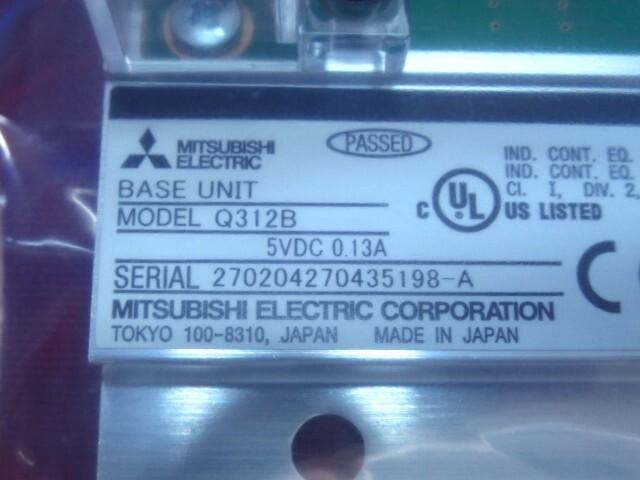 MITSUBISHI
ELECTRIC
PASSED
BASE UNIT
MODEL Q312B
5VDC 0.13A
SERIAL 270204270435198-A
MITSUBISHI ELECTRIC CORPORATION
TOKYO 100-8310, JAPAN MADE IN JAPAN
IND. CONT. EQ.
IND. CONT. EQ.
Cl. I, DIV. 2,
C UL US LISTED
CE